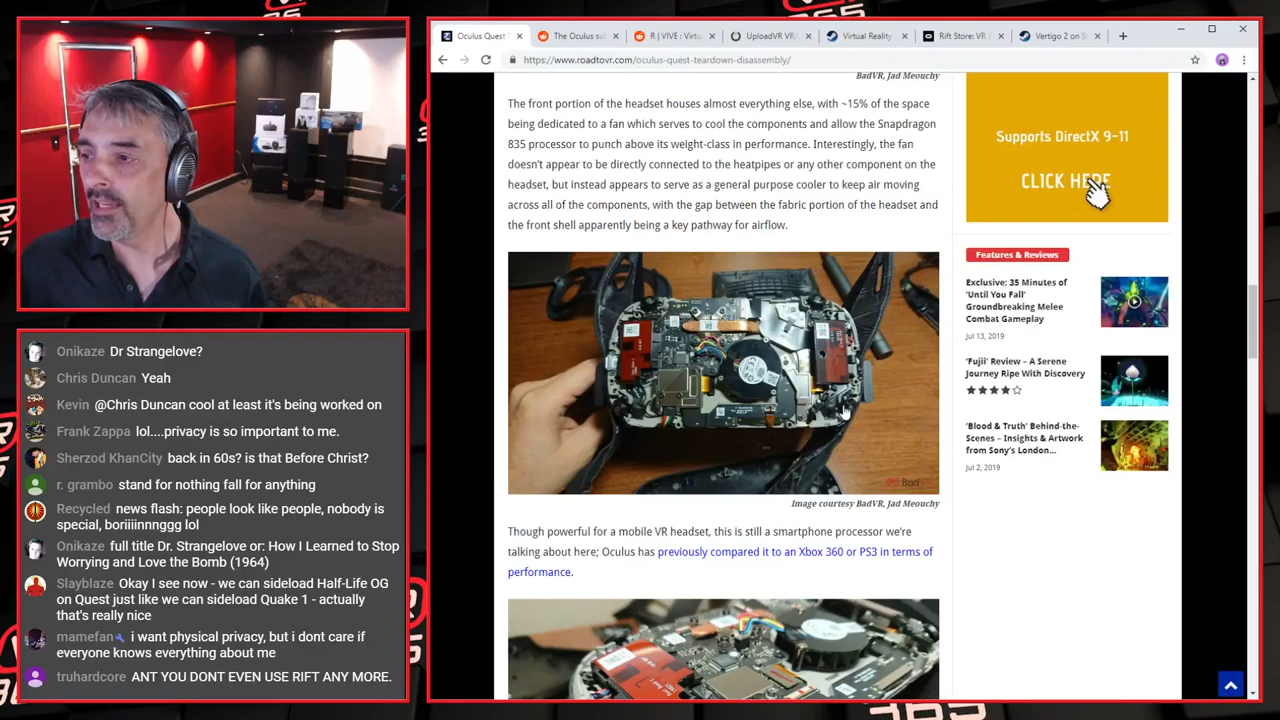 Onikaze Dr Strangelove?
Chris Duncan Yeah
Kevin @Chris Duncan cool at least it's being worked on
Frank Zappa lol....privacy is so important to me.
Sherzod KhanCity back in 60s? is that Before Christ?
r. grambo stand for nothing fall for anything
Recycled news flash: people look like people, nobody is
special, boriiinnngg lol
Onikaze full title Dr. Strangelove or: How I Learned to Stop
Worrying and Love the Bomb (1964)
Slayblaze Okay I see now - we can sideload Half-Life OG
on Quest just like we can sideload Quake 1 - actually
that's really nice
mamefan i want physical privacy, but i dont care if
everyone knows everything about me
truhardcore ANT YOU DONT EVEN USE RIFT ANY MORE.
Oculus Quest
The Oculus su
R | VIVE : Virtu
UploadVR VR
Virtual Reality
Rift Store: VR
Vertigo 2 on S
https://www.roadtovr.com/oculus-quest-teardown-disassembly/
BadVR, Jad Meouchy
The front portion of the headset houses almost everything else, with ~15% of the space
being dedicated to a fan which serves to cool the components and allow the Snapdragon
835 processor to punch above its weight-class in performance. Interestingly, the fan
doesn't appear to be directly connected to the heatpipes or any other component on the
headset, but instead appears to serve as a general purpose cooler to keep air moving
across all of the components, with the gap between the fabric portion of the headset and
the front shell apparently being a key pathway for airflow.
Image courtesy BadVR, Jad Meouchy
Though powerful for a mobile VR headset, this is still a smartphone processor we're
talking about here; Oculus has previously compared it to an Xbox 360 or PS3 in terms of
performance.
Supports DirectX 9-11
CLICK HERE
Features & Reviews
Exclusive: 35 Minutes of
'Until You Fall'
Groundbreaking Melee
Combat Gameplay
Jul 13, 2019
'Fujii' Review – A Serene
Journey Ripe With Discovery
'Blood & Truth' Behind-the-
Scenes – Insights & Artwork
from Sony's London...
Jul 2, 2019